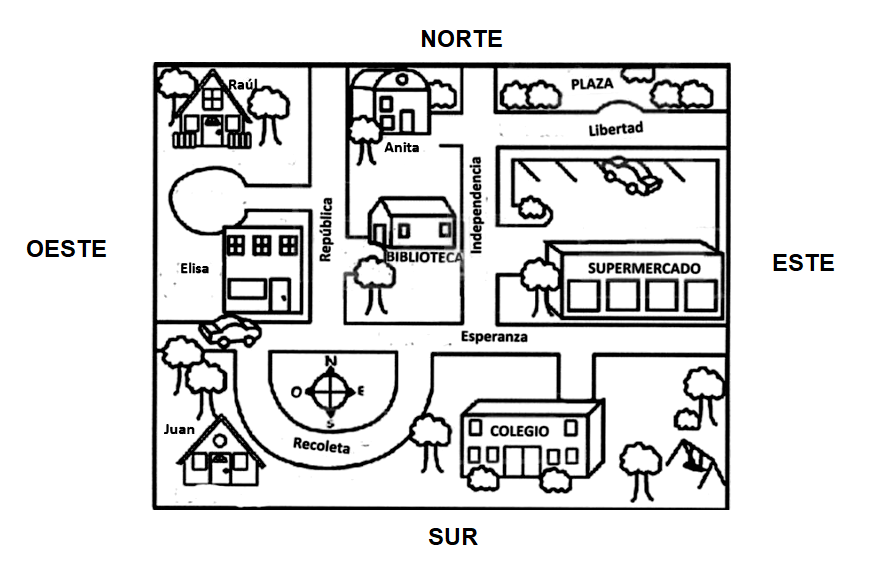 NORTE
Raúl
PLAZA
Libertad
Anita
Independencia
República
OESTE
BIBLIOTECA
Elisa
SUPERMERCADO
ESTE
Esperanza
N
O
E
S
Juan
COLEGIO
Recoleta
SUR